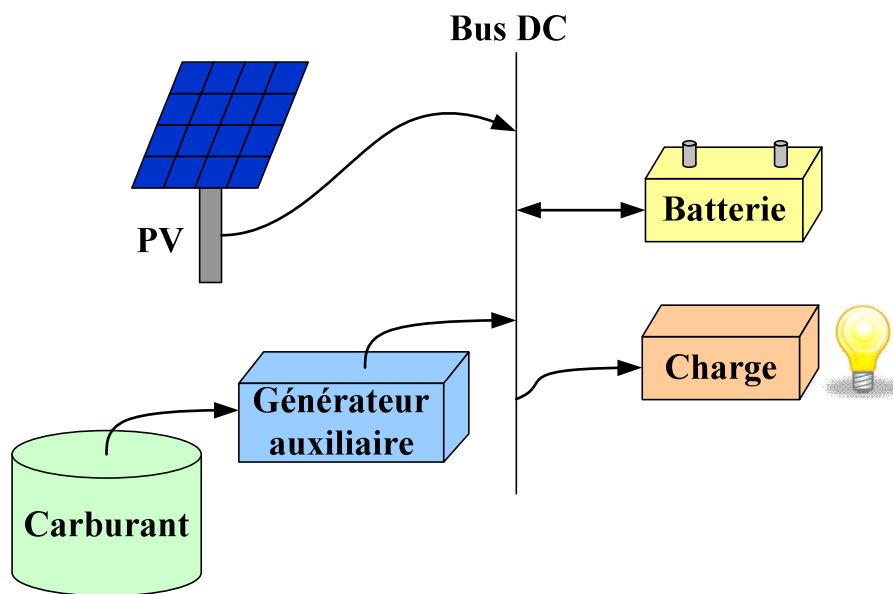 Bus DC
PV
Batterie
Charge
Générateur
auxiliaire
Carburant